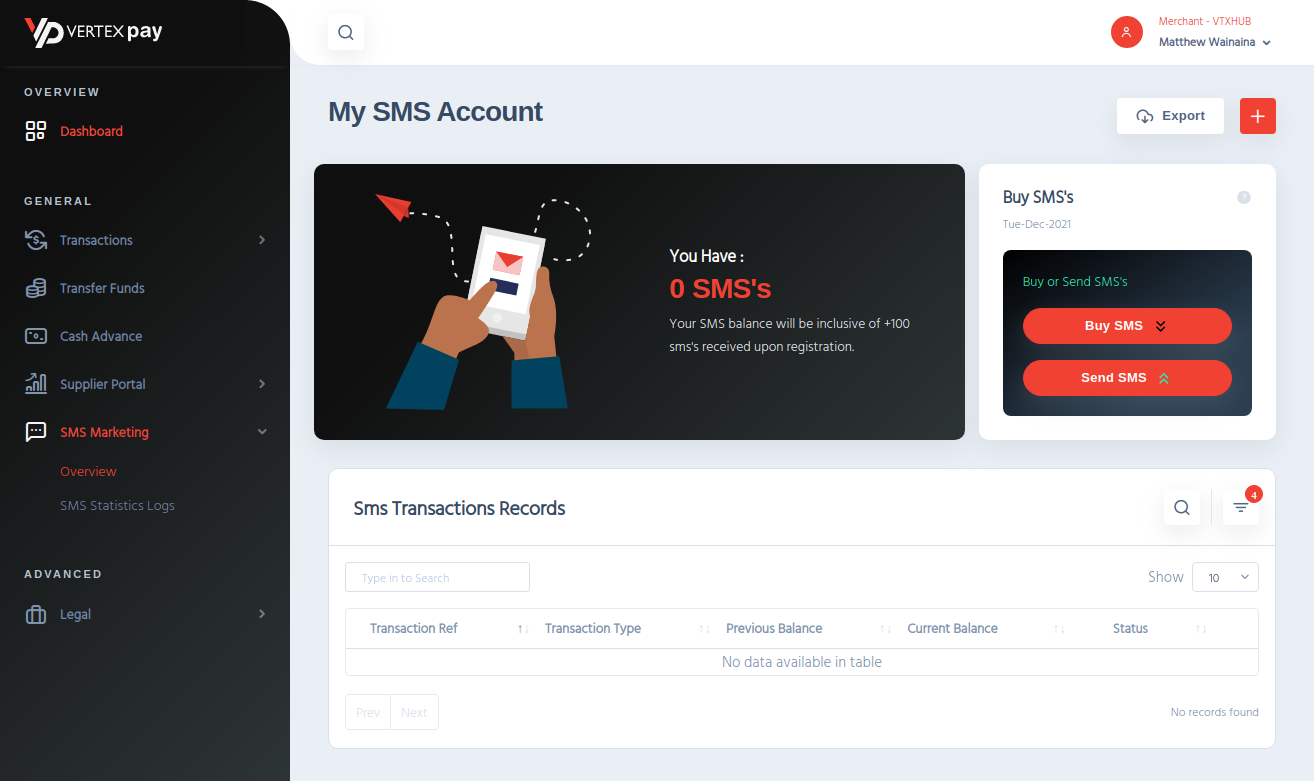 VERTEX pay
Merchant - VTXHUB
Matthew Wainaina
OVERVIEW
Dashboard
GENERAL
Transactions
Transfer Funds
Cash Advance
Supplier Portal
SMS Marketing
Overview
SMS Statistics Logs
ADVANCED
Legal
My SMS Account
Export
You Have :
0 SMS's
Your SMS balance will be inclusive of +100
sms's received upon registration.
Buy SMS's
?
Tue-Dec-2021
Buy or Send SMS's
Buy SMS
Send SMS
Sms Transactions Records
4
Type in to Search
Show 10
Transaction Ref Transaction Type Previous Balance Current Balance Status
No data available in table
Prev Next
No records found